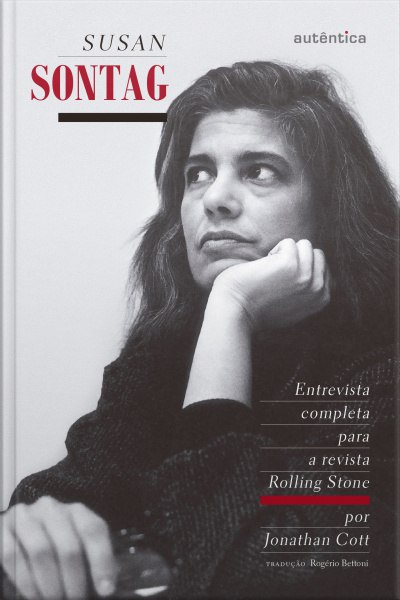 SUSAN
SONTAG
autêntica
Entrevista
completa
para
a revista
Rolling Stone
por
Jonathan Cott
TRADUÇÃO Rogério Bettoni